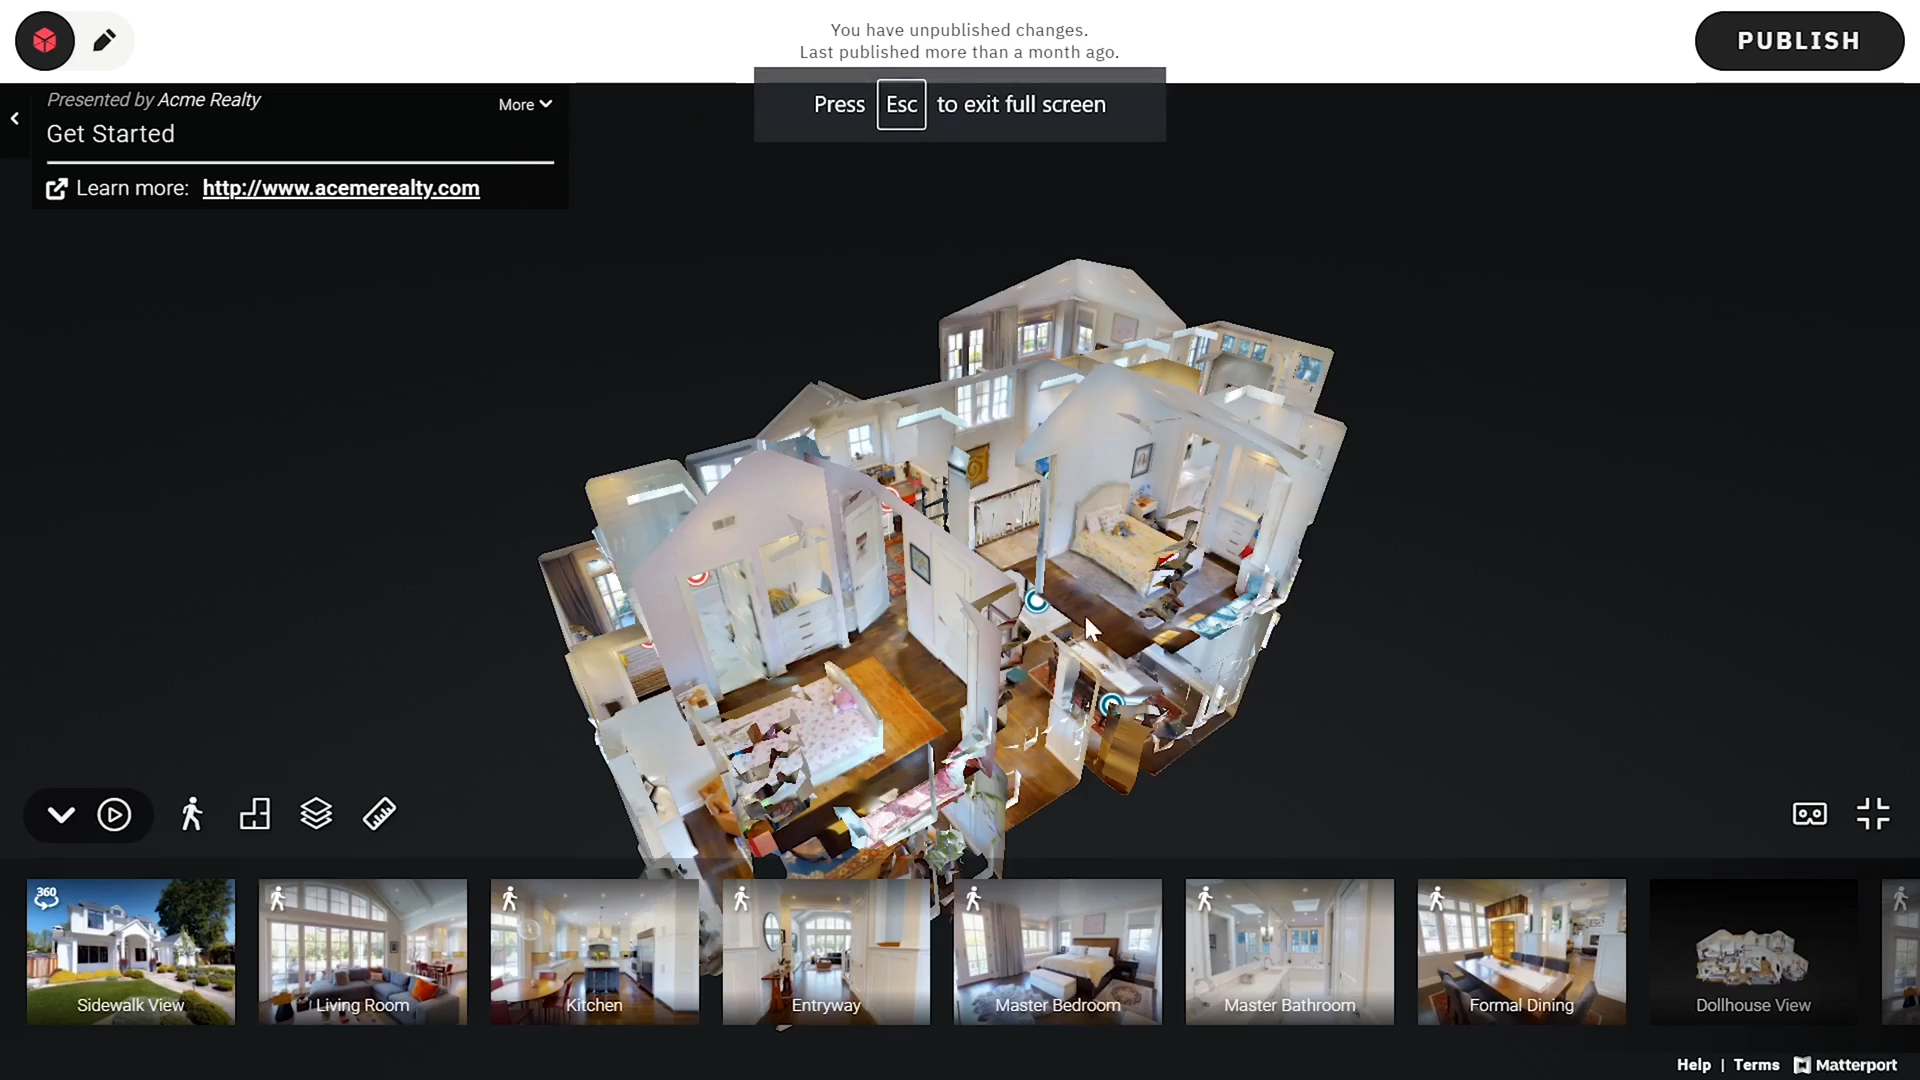 You have unpublished changes.
Last published more than a month ago.
PUBLISH
Presented by Acme Realty
More
Get Started
Press Esc to exit full screen
Learn more: http://www.acemerealty.com
360
Sidewalk View
Living Room
Kitchen
Entryway
Master Bedroom
Master Bathroom
Formal Dining
Dollhouse View
Help | Terms Matterport